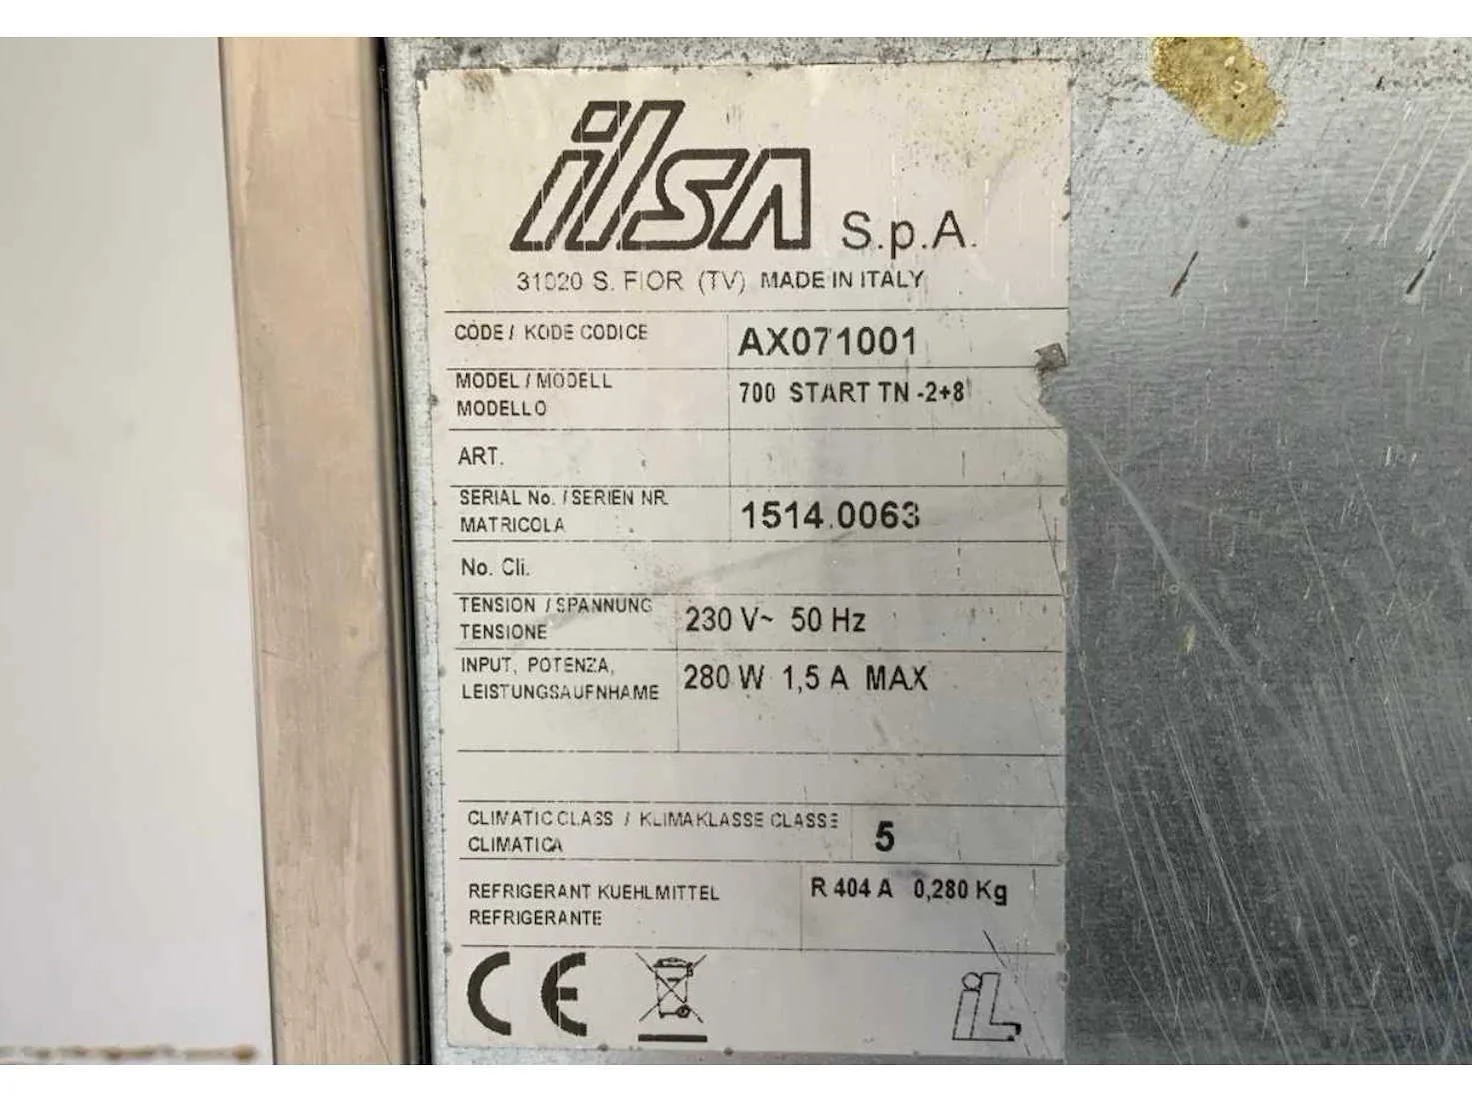 ilsa S.p.A.
31020 S. FIOR (TV) MADE IN ITALY
CODE / KODE CODICE AX071001
MODEL / MODELL
MODELLO
700 START TN -2+8
ART.
SERIAL No. / SERIEN NR.
MATRICOLA
1514.0063
No. Cli.
TENSION / SPANNUNG
TENSIONE
230 V~ 50 Hz
INPUT, POTENZA,
LEISTUNGSAUFNHAME
280 W 1,5 A MAX
CLIMATIC CLASS / KLIMAKLASSE CLASSE
CLIMATICA
5
REFRIGERANT KUEHLMITTEL
REFRIGERANTE
R 404 A 0,280 Kg
CE
iL